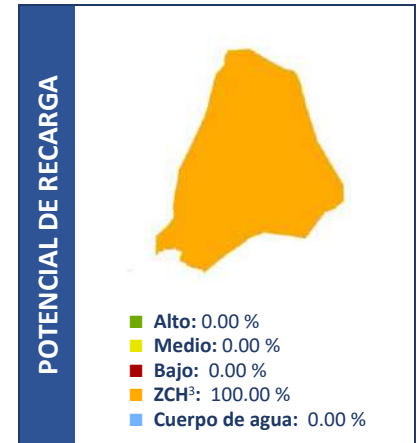 POTENCIAL DE RECARGA
Alto: 0.00 %
Medio: 0.00 %
Bajo: 0.00 %
ZCH³: 100.00 %
Cuerpo de agua: 0.00 %